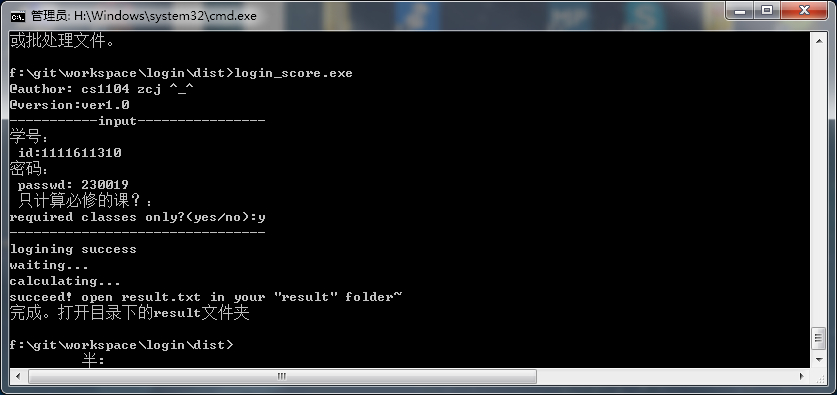 管理员: H:\Windows\system32\cmd.exe
或批处理文件。
f:\git\workspace\login\dist>login_score.exe
@author: cs1104 zcj ^_^
@version:ver1.0
-----------input----------------
学号:
id:1111611310
密码:
passwd: 230019
只计算必修的课？:
required classes only?(yes/no):y
--------------------------------
logining success
waiting...
calculating...
succeed! open result.txt in your "result" folder~
完成。打开目录下的result文件夹
f:\git\workspace\login\dist>
半: